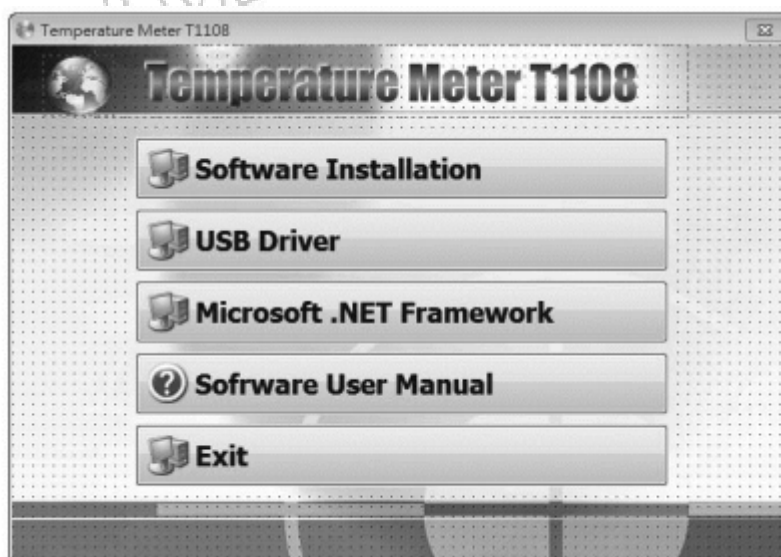 Temperature Meter T1108
Temperature Meter T1108
Software Installation
USB Driver
Microsoft .NET Framework
Sofrware User Manual
Exit